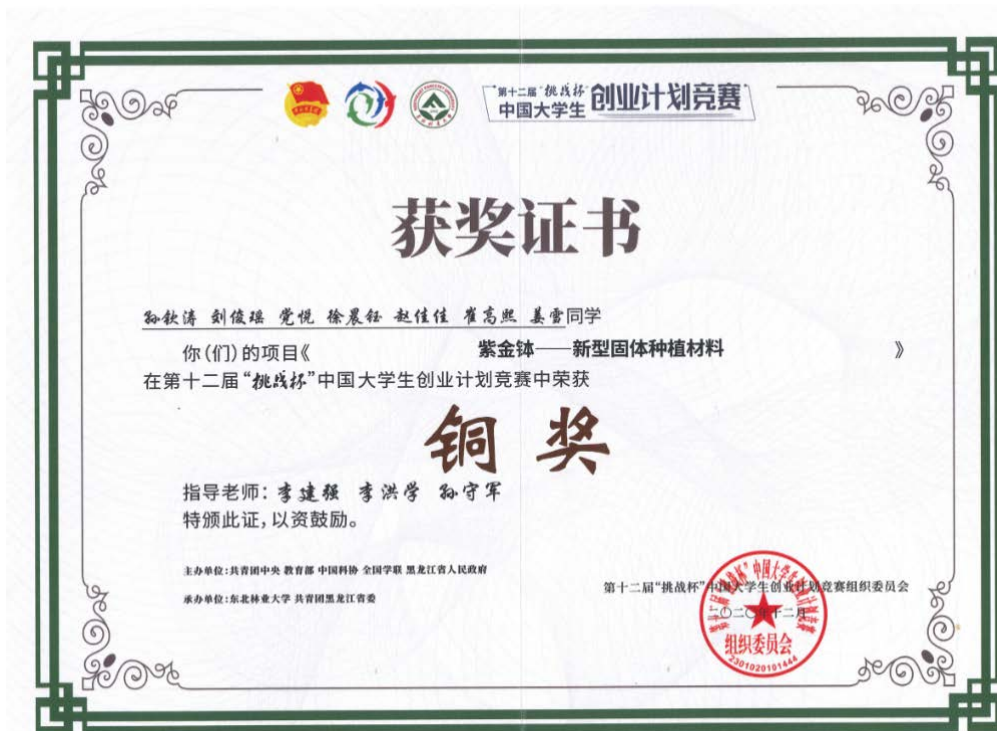 第十二届“挑战杯”
中国大学生 创业计划竞赛
获奖证书
孙钦涛 刘俊瑶 党悦 徐晨钰 赵佳佳 崔高熙 姜雪同学
你(们)的项目《 紫金钵——新型固体种植材料 》
在第十二届“挑战杯”中国大学生创业计划竞赛中荣获
铜 奖
指导老师：李建强 李洪学 孙守军
特颁此证，以资鼓励。
主办单位：共青团中央 教育部 中国科协 全国学联 黑龙江省人民政府
承办单位：东北林业大学 共青团黑龙江省委
第十二届“挑战杯”中国大学生创业计划竞赛组织委员会
二〇二〇年十二月
组织委员会
2301020101444